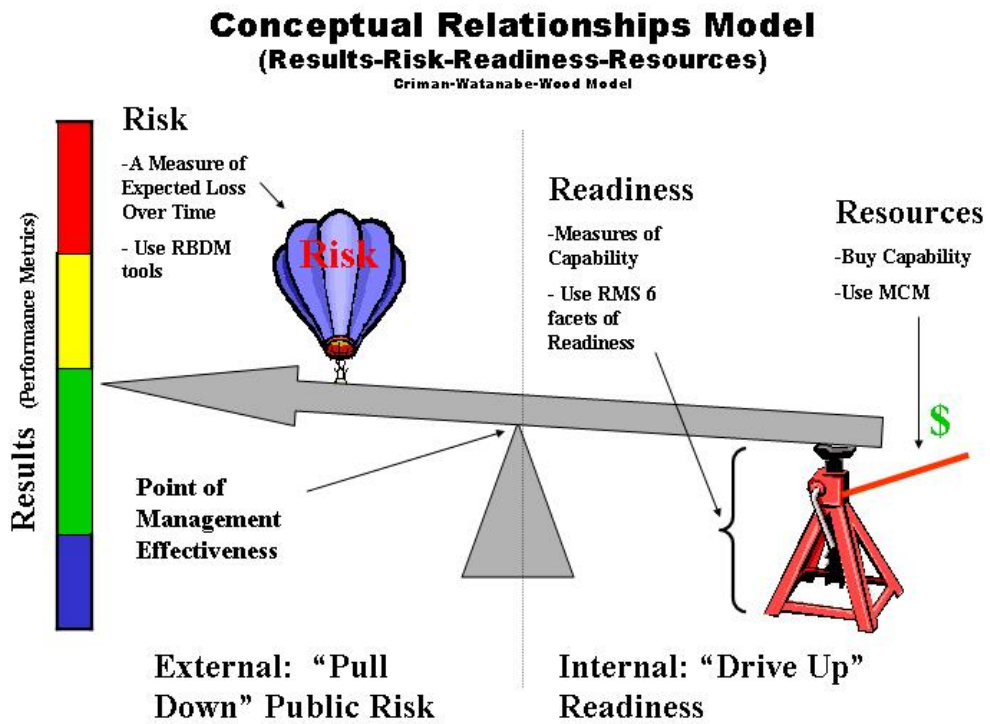 Conceptual Relationships Model
(Results-Risk-Readiness-Resources)
Criman-Watanabe-Wood Model
Risk
-A Measure of
Expected Loss
Over Time
- Use RBDM
tools
Risk
Readiness
-Measures of
Capability
- Use RMS 6
facets of
Readiness
Resources
-Buy Capability
-Use MCM
$
Results (Performance Metrics)
Point of
Management
Effectiveness
External: “Pull
Down” Public Risk
Internal: “Drive Up”
Readiness